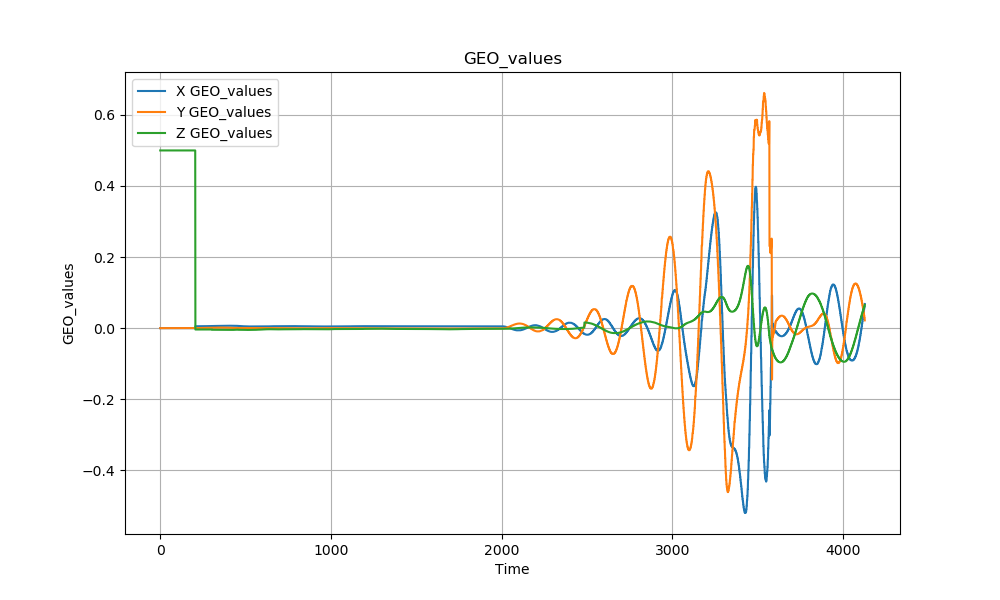 GEO_values
X GEO_values
Y GEO_values
Z GEO_values
0.6
0.4
0.2
0.0
−0.2
−0.4
GEO_values
0
1000
2000
3000
4000
Time